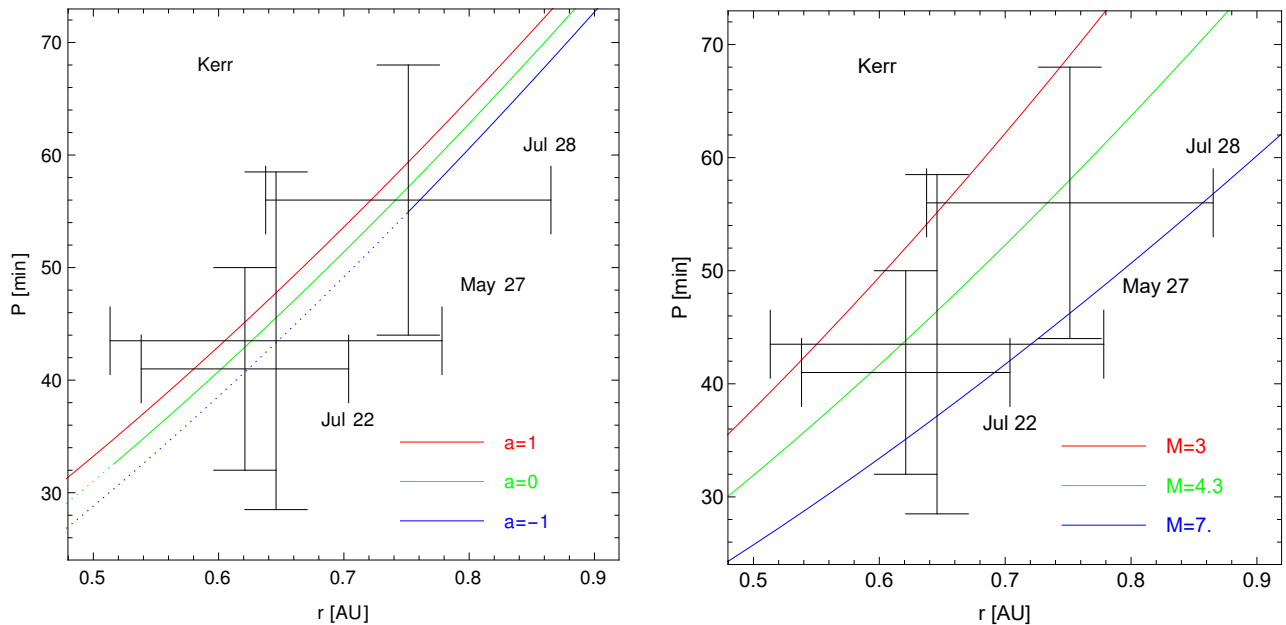 Kerr
Jul 28
May 27
Jul 22
a=1
a=0
a=−1
P [min]
70
60
50
40
30
0.5 0.6 0.7 0.8 0.9
r [AU]
Kerr
Jul 28
May 27
Jul 22
M=3
M=4.3
M=7.
P [min]
70
60
50
40
30
0.5 0.6 0.7 0.8 0.9
r [AU]